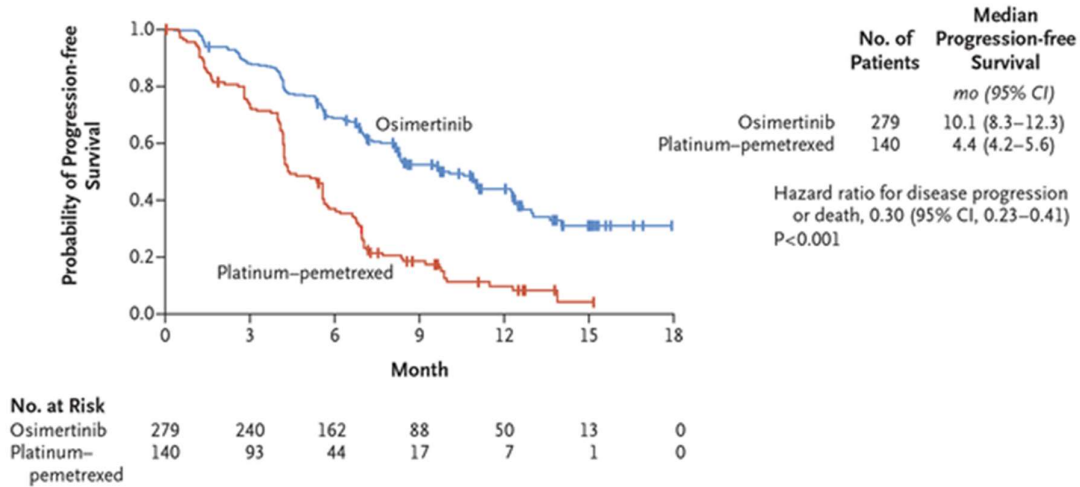 Probability of Progression-free
Survival
1.0
0.8
0.6
0.4
0.2
0.0
Osimertinib
Platinum–pemetrexed
0 3 6 9 12 15 18
Month
Median
No. of Progression-free
Patients Survival
mo (95% CI)
Osimertinib 279 10.1 (8.3–12.3)
Platinum–pemetrexed 140 4.4 (4.2–5.6)
Hazard ratio for disease progression
or death, 0.30 (95% CI, 0.23–0.41)
P<0.001
No. at Risk
Osimertinib 279 240 162 88 50 13 0
Platinum– 140 93 44 17 7 1 0
pemetrexed